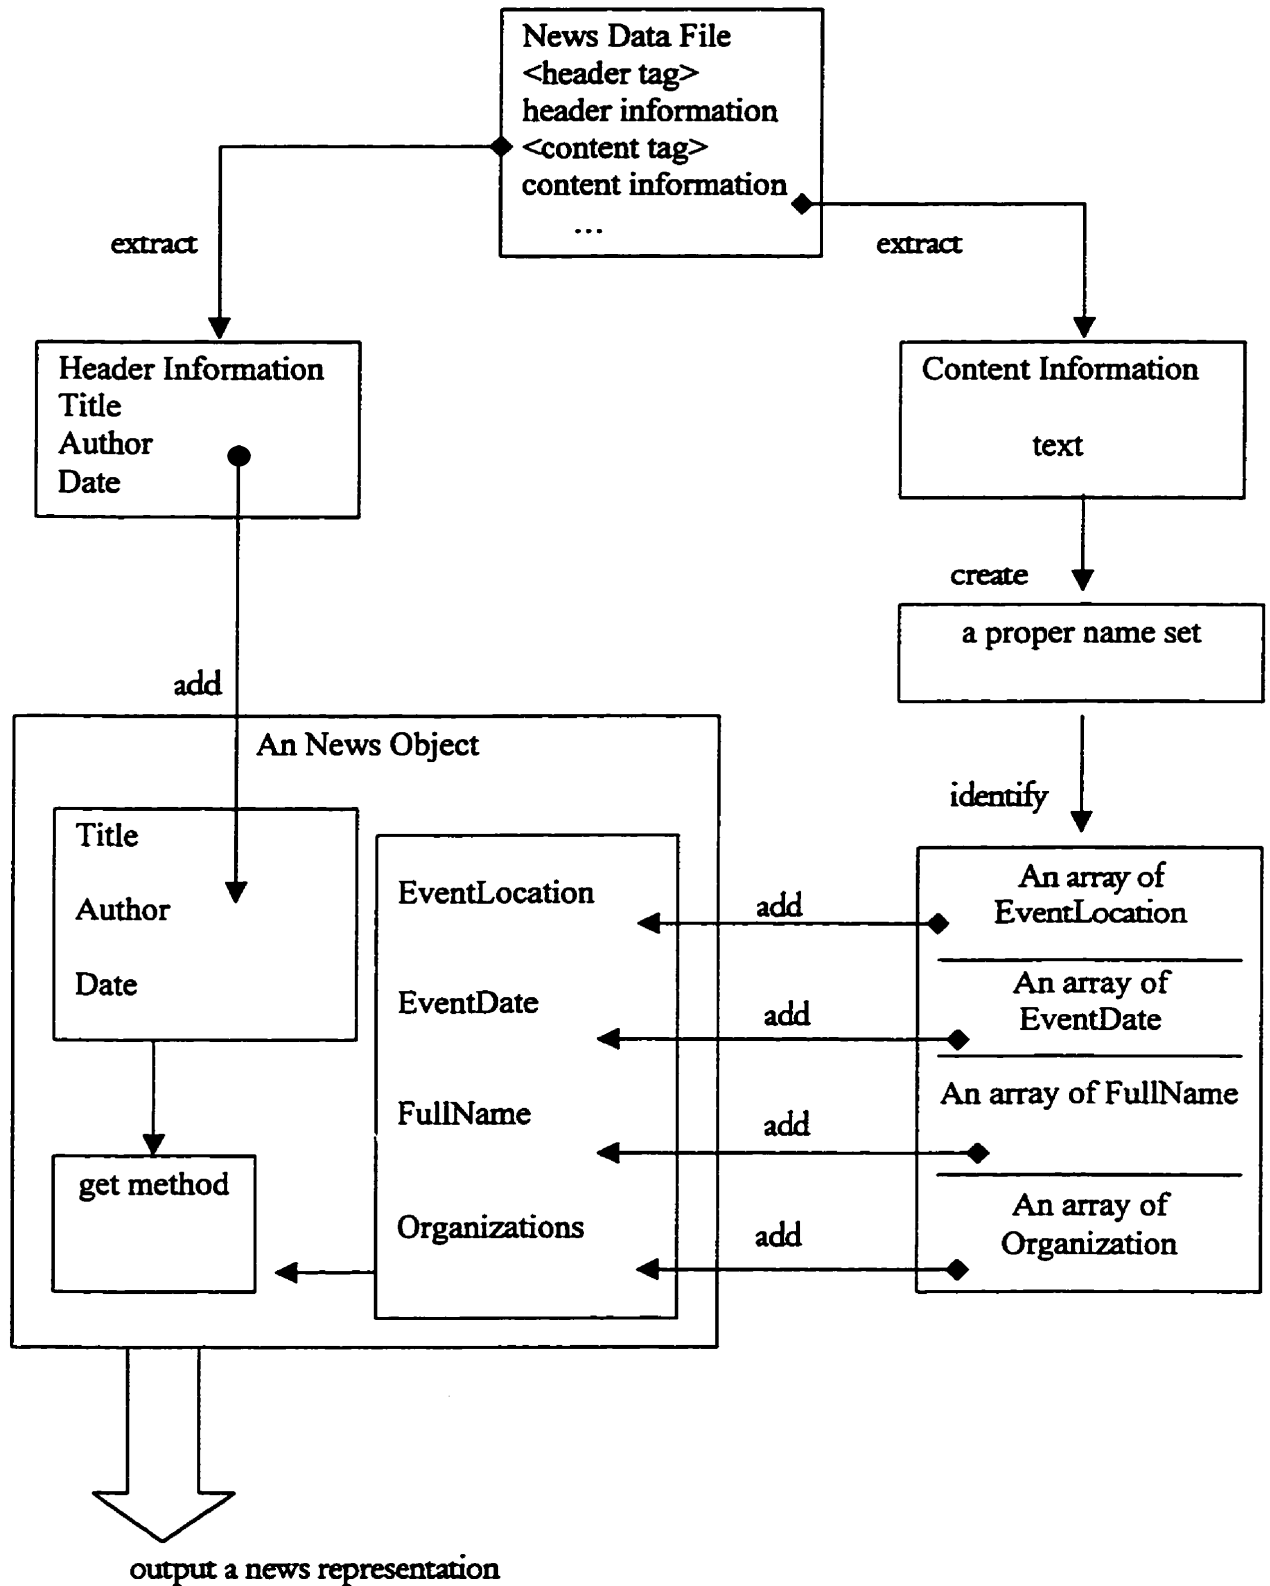 News Data File
<header tag>
header information
<content tag>
content information
...
extract
extract
Header Information
Title
Author
Date
Content Information
text
create
a proper name set
add
An News Object
identify
Title
Author
Date
EventLocation
EventDate
FullName
Organizations
get method
add
add
add
add
An array of
EventLocation
An array of
EventDate
An array of FullName
An array of
Organization
output a news representation